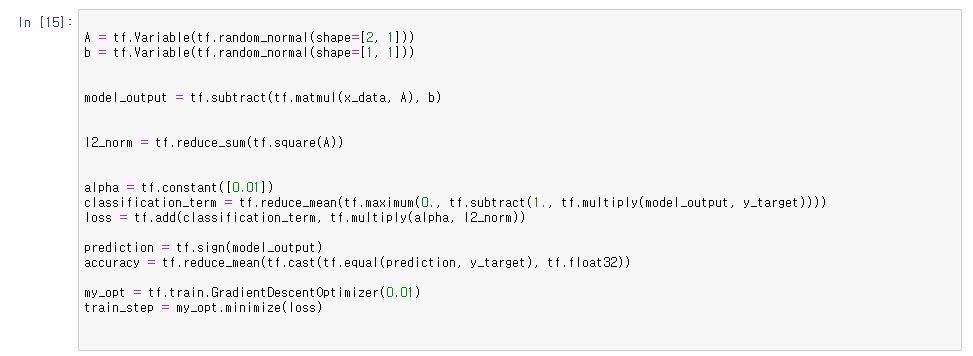 In [15]:
A = tf.Variable(tf.random_normal(shape=[2, 1]))
b = tf.Variable(tf.random_normal(shape=[1, 1]))
model_output = tf.subtract(tf.matmul(x_data, A), b)
l2_norm = tf.reduce_sum(tf.square(A))
alpha = tf.constant([0.01])
classification_term = tf.reduce_mean(tf.maximum(0., tf.subtract(1., tf.multiply(model_output, y_target))))
loss = tf.add(classification_term, tf.multiply(alpha, l2_norm))
prediction = tf.sign(model_output)
accuracy = tf.reduce_mean(tf.cast(tf.equal(prediction, y_target), tf.float32))
my_opt = tf.train.GradientDescentOptimizer(0.01)
train_step = my_opt.minimize(loss)